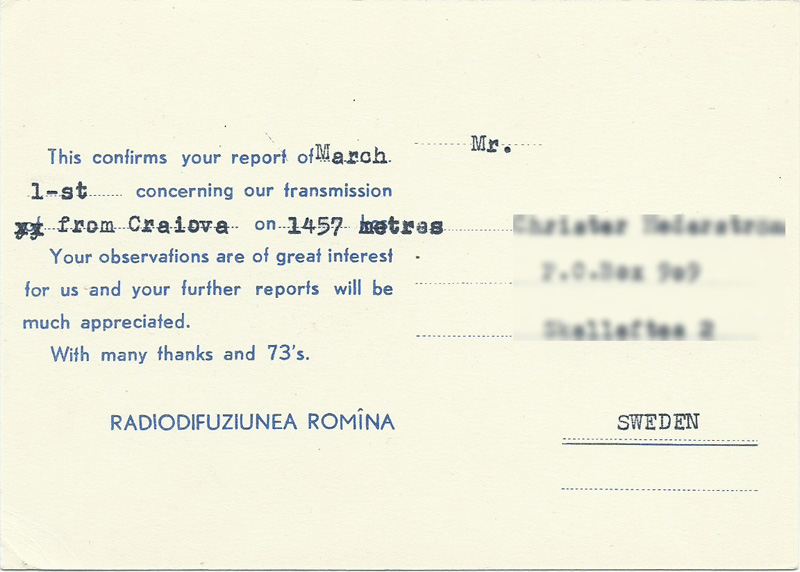 This confirms your report of March
1-st concerning our transmission
from Craiova on 1457 metres
Your observations are of great interest
for us and your further reports will be
much appreciated.
With many thanks and 73's.
RADIODIFUZIUNEA ROMÎNA
Mr.
SWEDEN